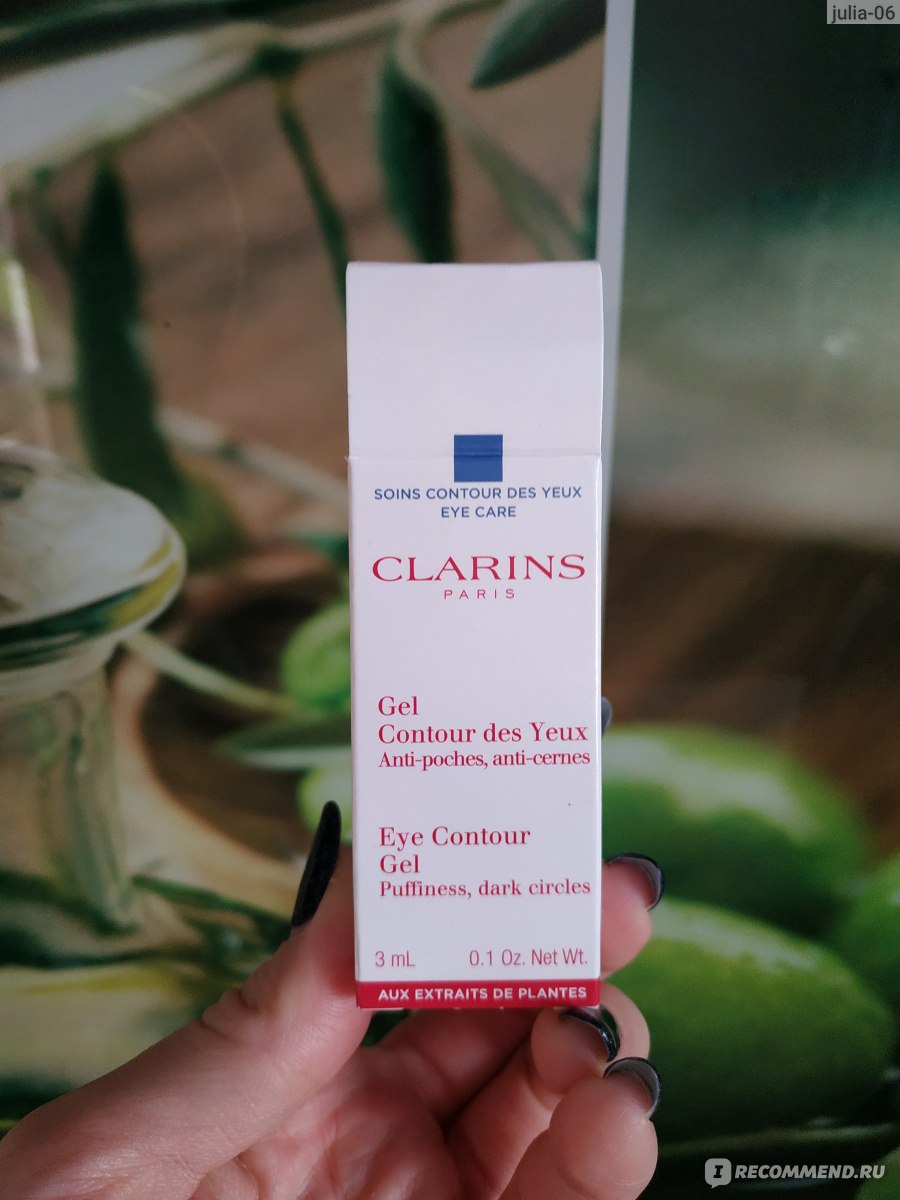 julia-06
SOINS CONTOUR DES YEUX
EYE CARE
CLARINS
PARIS
Gel
Contour des Yeux
Anti-poches, anti-cernes
Eye Contour
Gel
Puffiness, dark circles
3 mL 0.1 Oz. Net Wt.
AUX EXTRAITS DE PLANTES
IRECOMMEND.RU